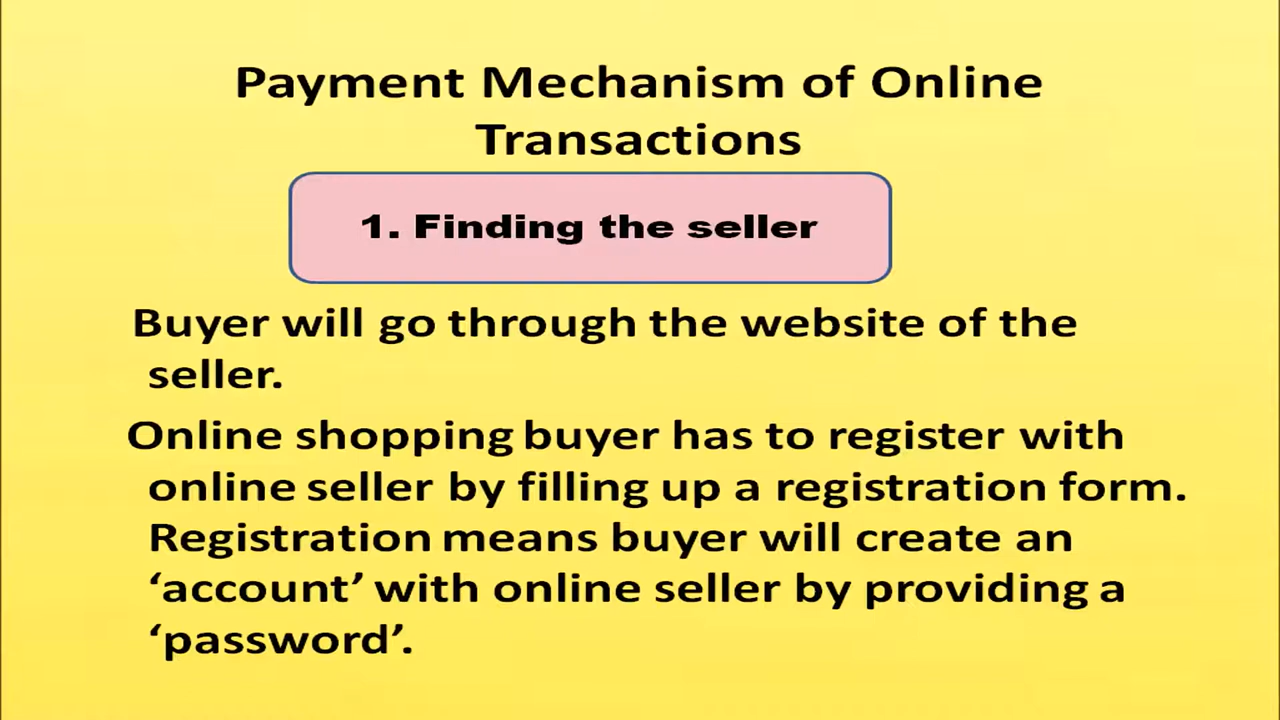 Payment Mechanism of Online
Transactions
1. Finding the seller
Buyer will go through the website of the
seller.
Online shopping buyer has to register with
online seller by filling up a registration form.
Registration means buyer will create an
‘account’ with online seller by providing a
‘password’.